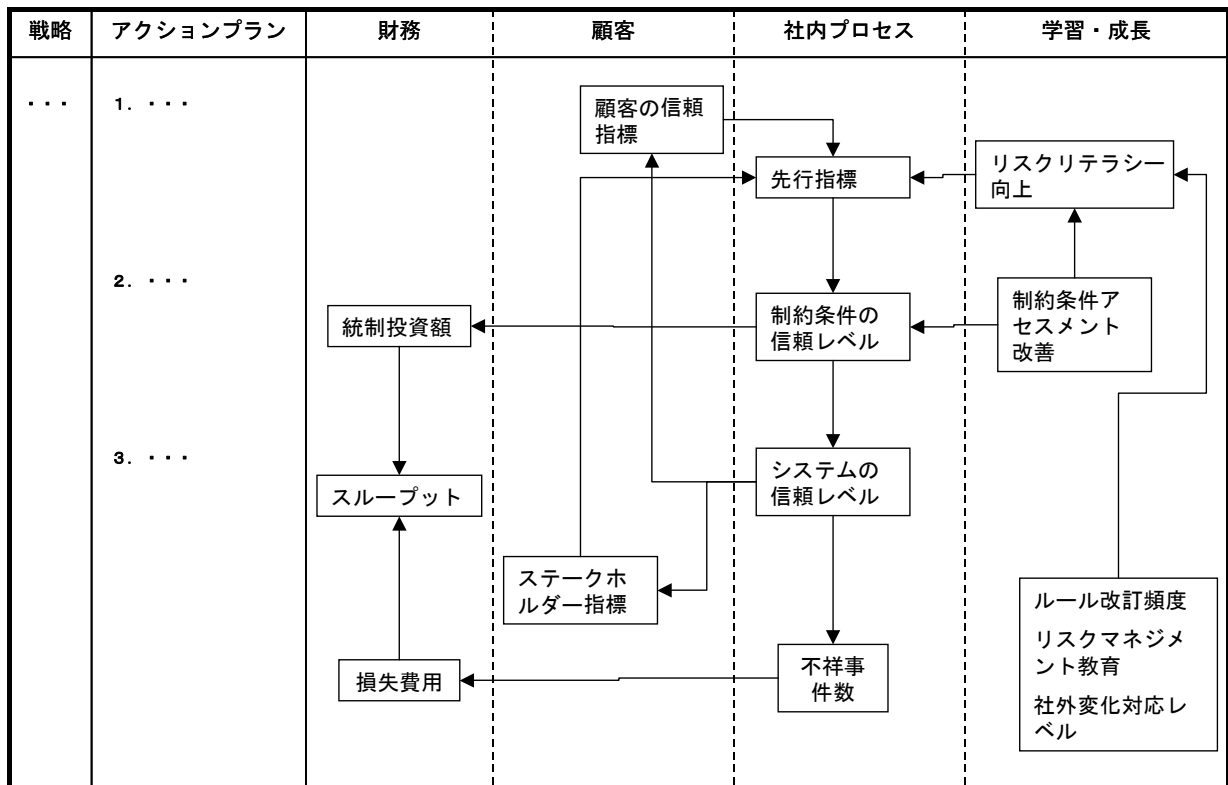 戦略
アクションプラン
財務
顧客
社内プロセス
学習・成長
・・・
1. ・・・
顧客の信頼
指標
先行指標
リスクリテラシー
向上
2. ・・・
統制投資額
制約条件の
信頼レベル
制約条件ア
セスメント
改善
3. ・・・
スループット
システムの
信頼レベル
ステークホ
ルダー指標
ルール改訂頻度
リスクマネジメ
ント教育
社外変化対応レ
ベル
損失費用
不祥事
件数